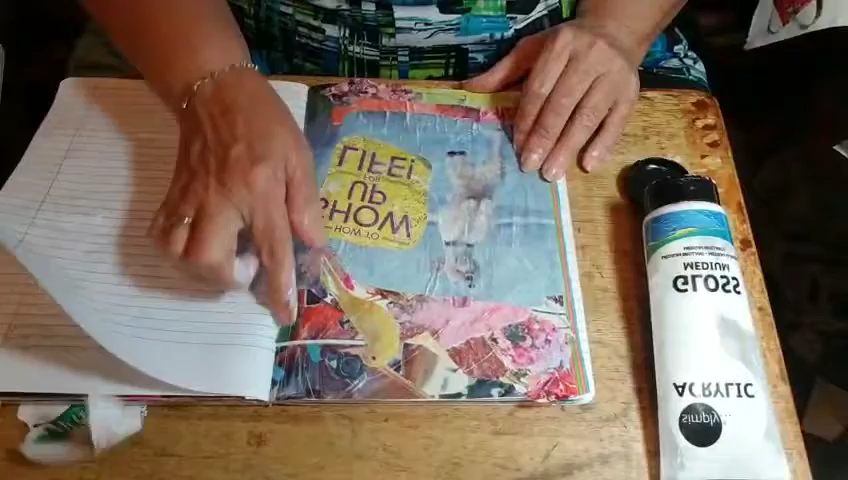 HOW TO
SHOW
UP
FOR
LIFE!
simply...
ACRYLIC
GLOSS
MEDIUM